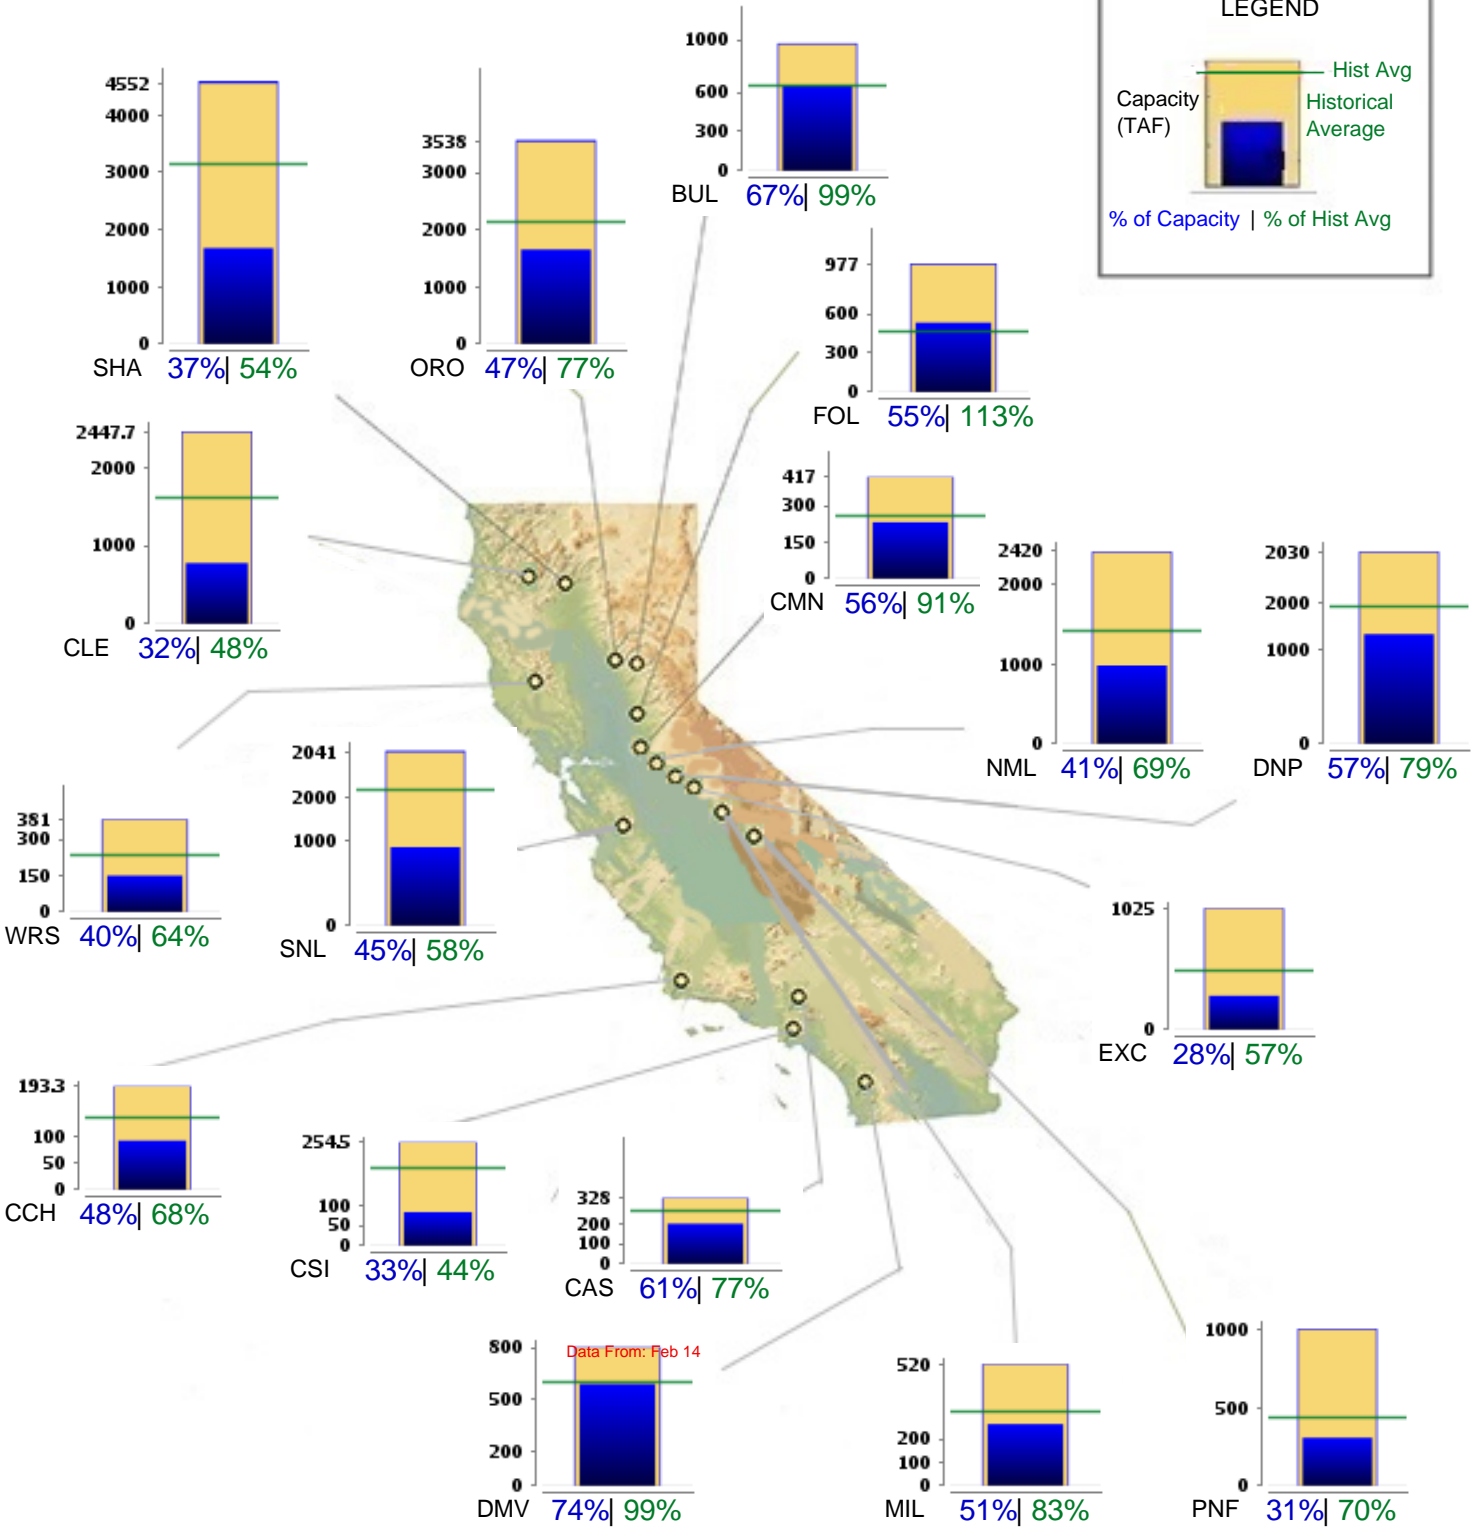 LEGEND
Hist Avg
Capacity
(TAF)
Historical
Average
% of Capacity | % of Hist Avg
1000
600
300
0
BUL 67%| 99%
4552
4000
3000
2000
1000
0
SHA 37%| 54%
3538
3000
2000
1000
0
ORO 47%| 77%
977
600
300
0
FOL 55%| 113%
2447.7
2000
1000
0
CLE 32%| 48%
417
300
150
0
CMN 56%| 91%
2420
2000
1000
0
NML 41%| 69%
2030
2000
1000
0
DNP 57%| 79%
381
300
150
0
WRS 40%| 64%
2041
2000
1000
0
SNL 45%| 58%
1025
0
EXC 28%| 57%
193.3
100
50
0
CCH 48%| 68%
254.5
100
50
0
CSI 33%| 44%
328
200
100
0
CAS 61%| 77%
Data From: Feb 14
800
500
200
0
DMV 74%| 99%
520
200
100
0
MIL 51%| 83%
1000
500
0
PNF 31%| 70%